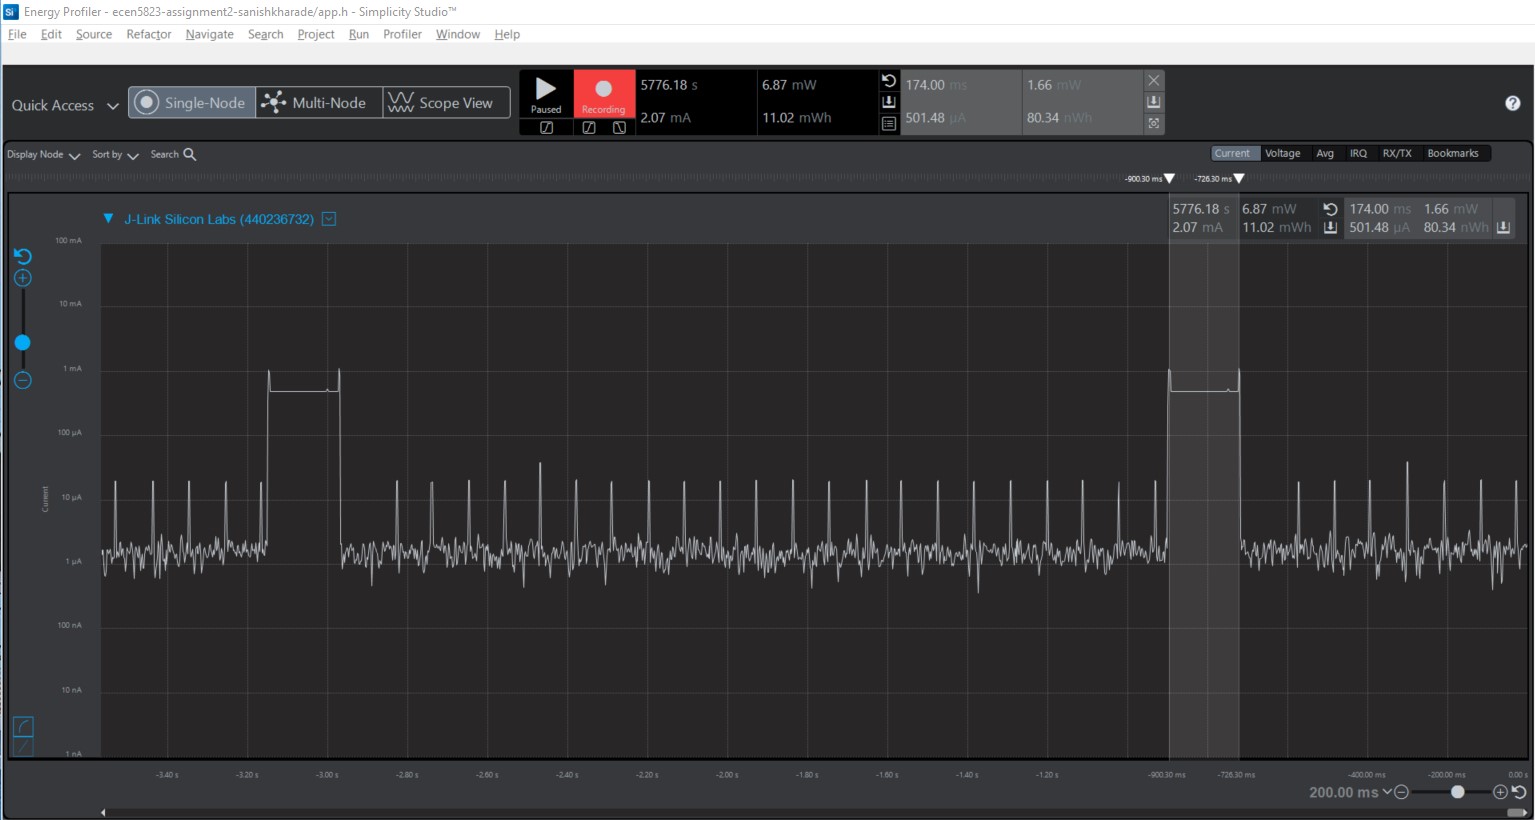 Si Energy Profiler - ecen5823-assignment2-sanishkharade/app.h - Simplicity Studio™
File Edit Source Refactor Navigate Search Project Run Profiler Window Help
Quick Access Single-Node Multi-Node Scope View
Paused Recording
5776.18 s 6.87 mW 174.00 ms 1.66 mW
2.07 mA 11.02 mWh 501.48 µA 80.34 nWh
Display Node Sort by Search Current Voltage Avg IRQ RX/TX Bookmarks
-900.30 ms -726.30 ms
J-Link Silicon Labs (440236732)
5776.18 s 6.87 mW 174.00 ms 1.66 mW
2.07 mA 11.02 mWh 501.48 µA 80.34 nWh
100 mA
10 mA
1 mA
100 µA
Current
10 µA
1 µA
100 nA
10 nA
1 nA
-3.40 s -3.20 s -3.00 s -2.80 s -2.60 s -2.40 s -2.20 s -2.00 s -1.80 s -1.60 s -1.40 s -1.20 s -900.30 ms -726.30 ms -400.00 ms -200.00 ms 0.00 s
200.00 ms